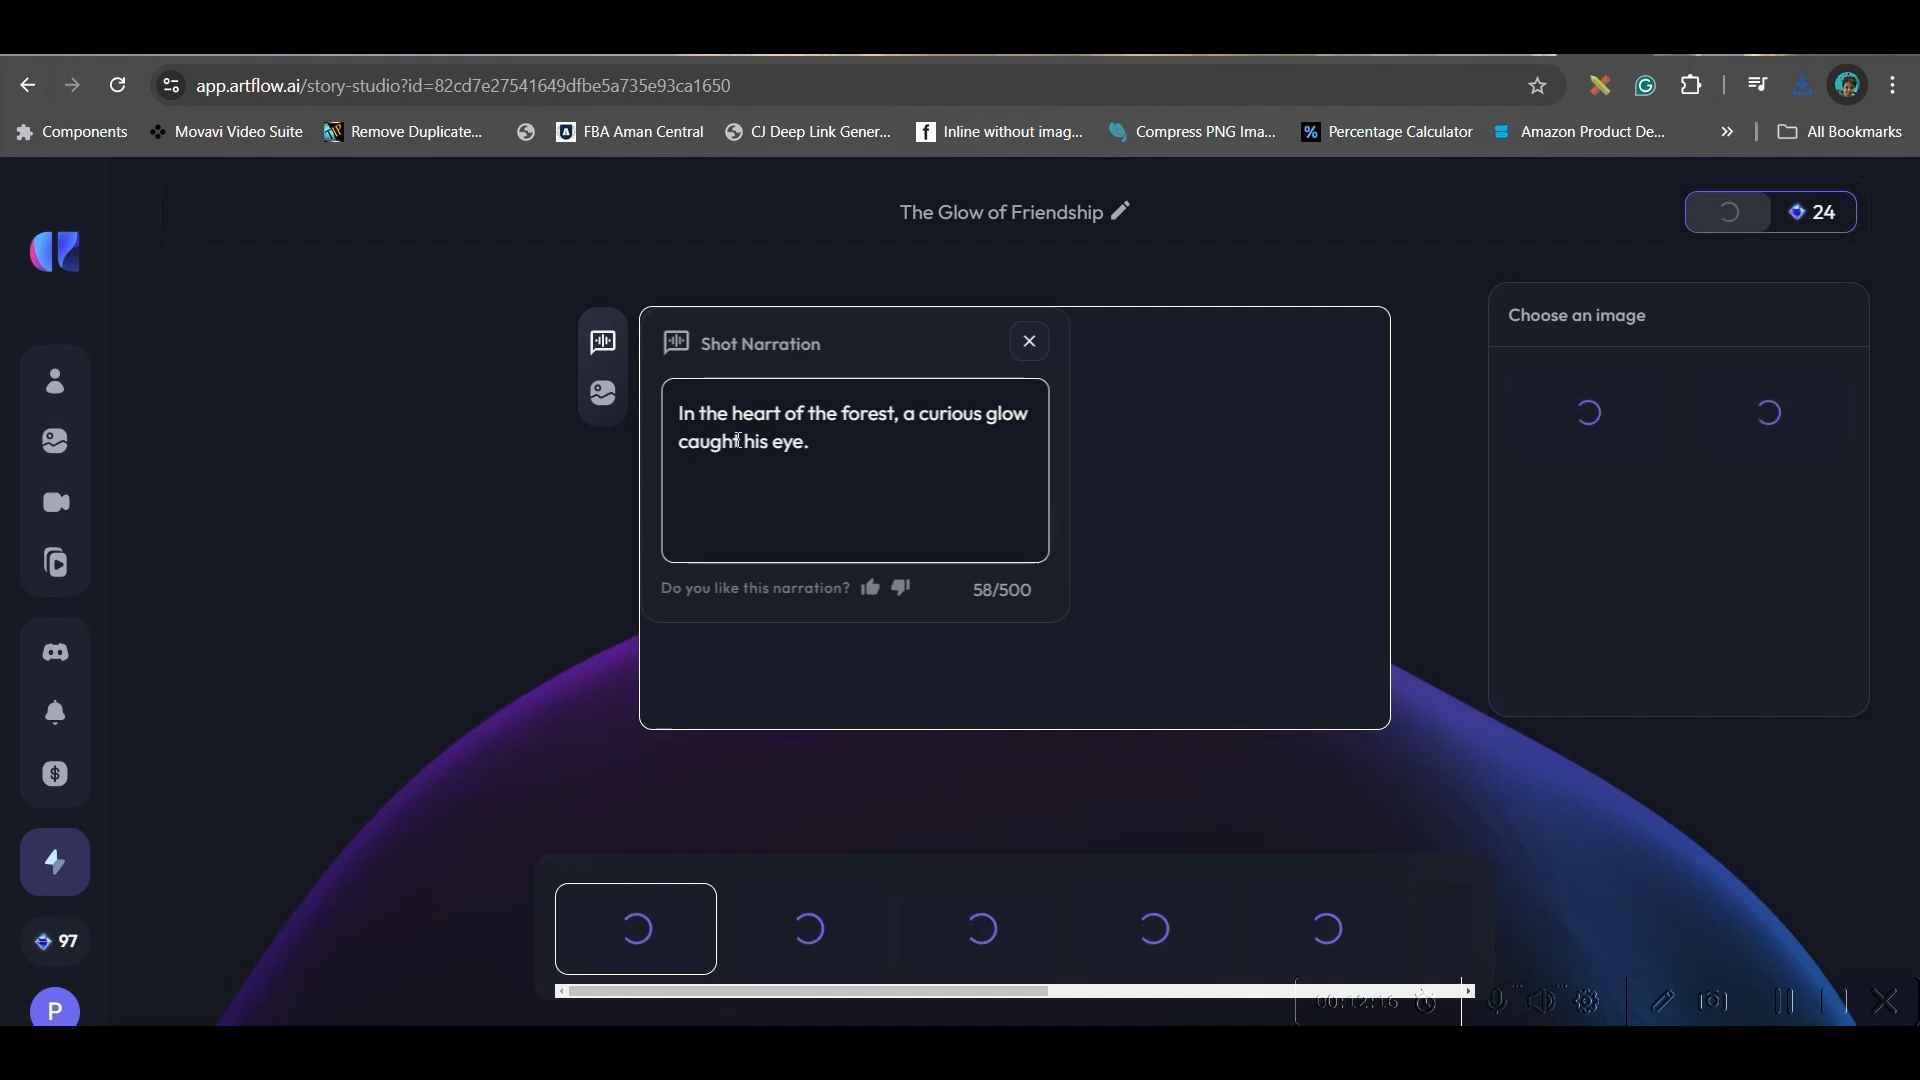 app.artflow.ai/story-studio?id=82cd7e27541649dfbe5a735e93ca1650
Components
Movavi Video Suite
Remove Duplicate...
FBA Aman Central
CJ Deep Link Gener...
Inline without imag...
Compress PNG Ima...
Percentage Calculator
Amazon Product De...
All Bookmarks
The Glow of Friendship
24
Shot Narration
In the heart of the forest, a curious glow
caught his eye.
Do you like this narration?
58/500
Choose an image
97
P
00:12:16